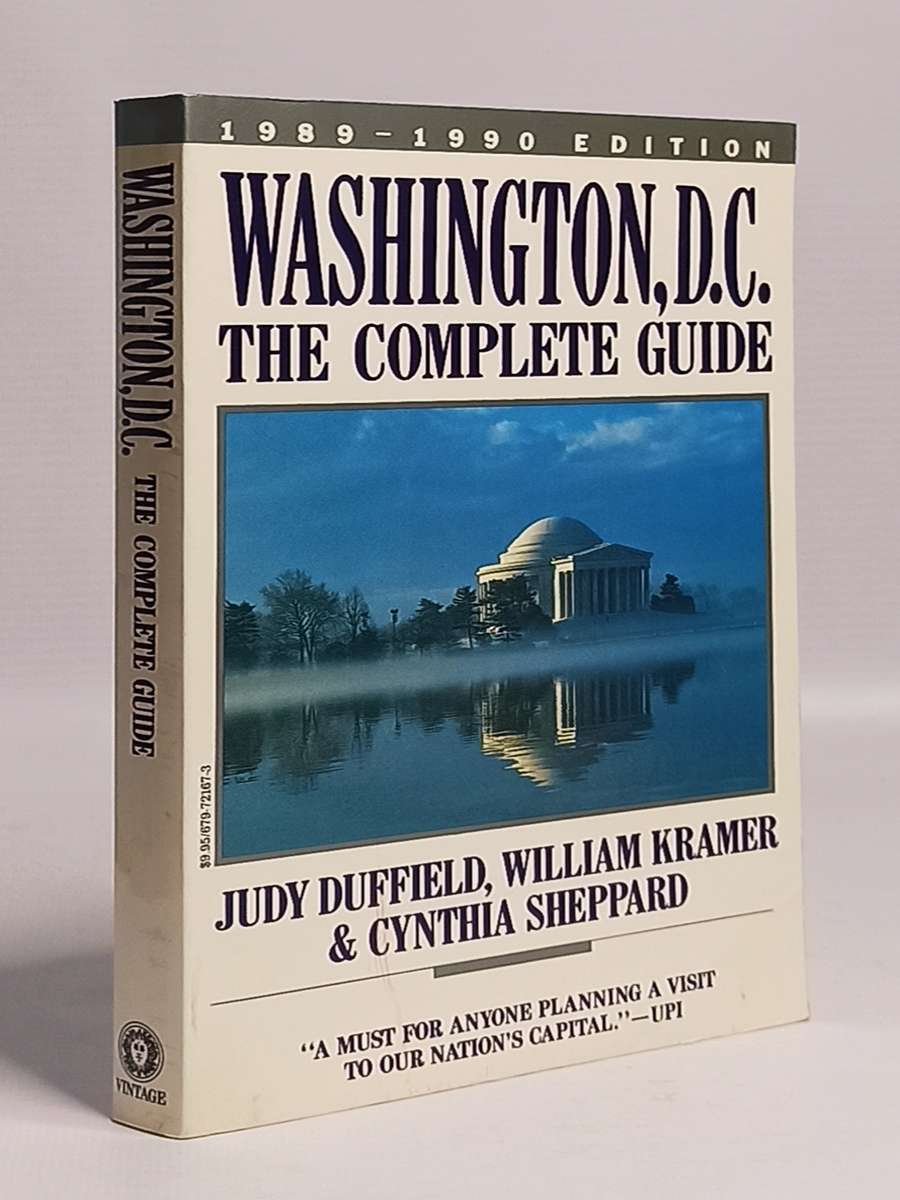 1989-1990 EDITION
WASHINGTON, D.C.
THE COMPLETE GUIDE
$9.95/679-72167-3
JUDY DUFFIELD, WILLIAM KRAMER
& CYNTHIA SHEPPARD
"A MUST FOR ANYONE PLANNING A VISIT
TO OUR NATION'S CAPITAL."—UPI
WASHINGTON, D.C. THE COMPLETE GUIDE
VINTAGE